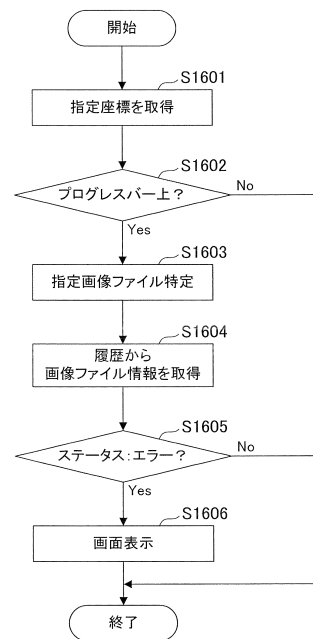 開始
S1601
指定座標を取得
S1602
プログレスバー上？
No
Yes
S1603
指定画像ファイル特定
S1604
履歴から
画像ファイル情報を取得
S1605
ステータス：エラー？
No
Yes
S1606
画面表示
終了